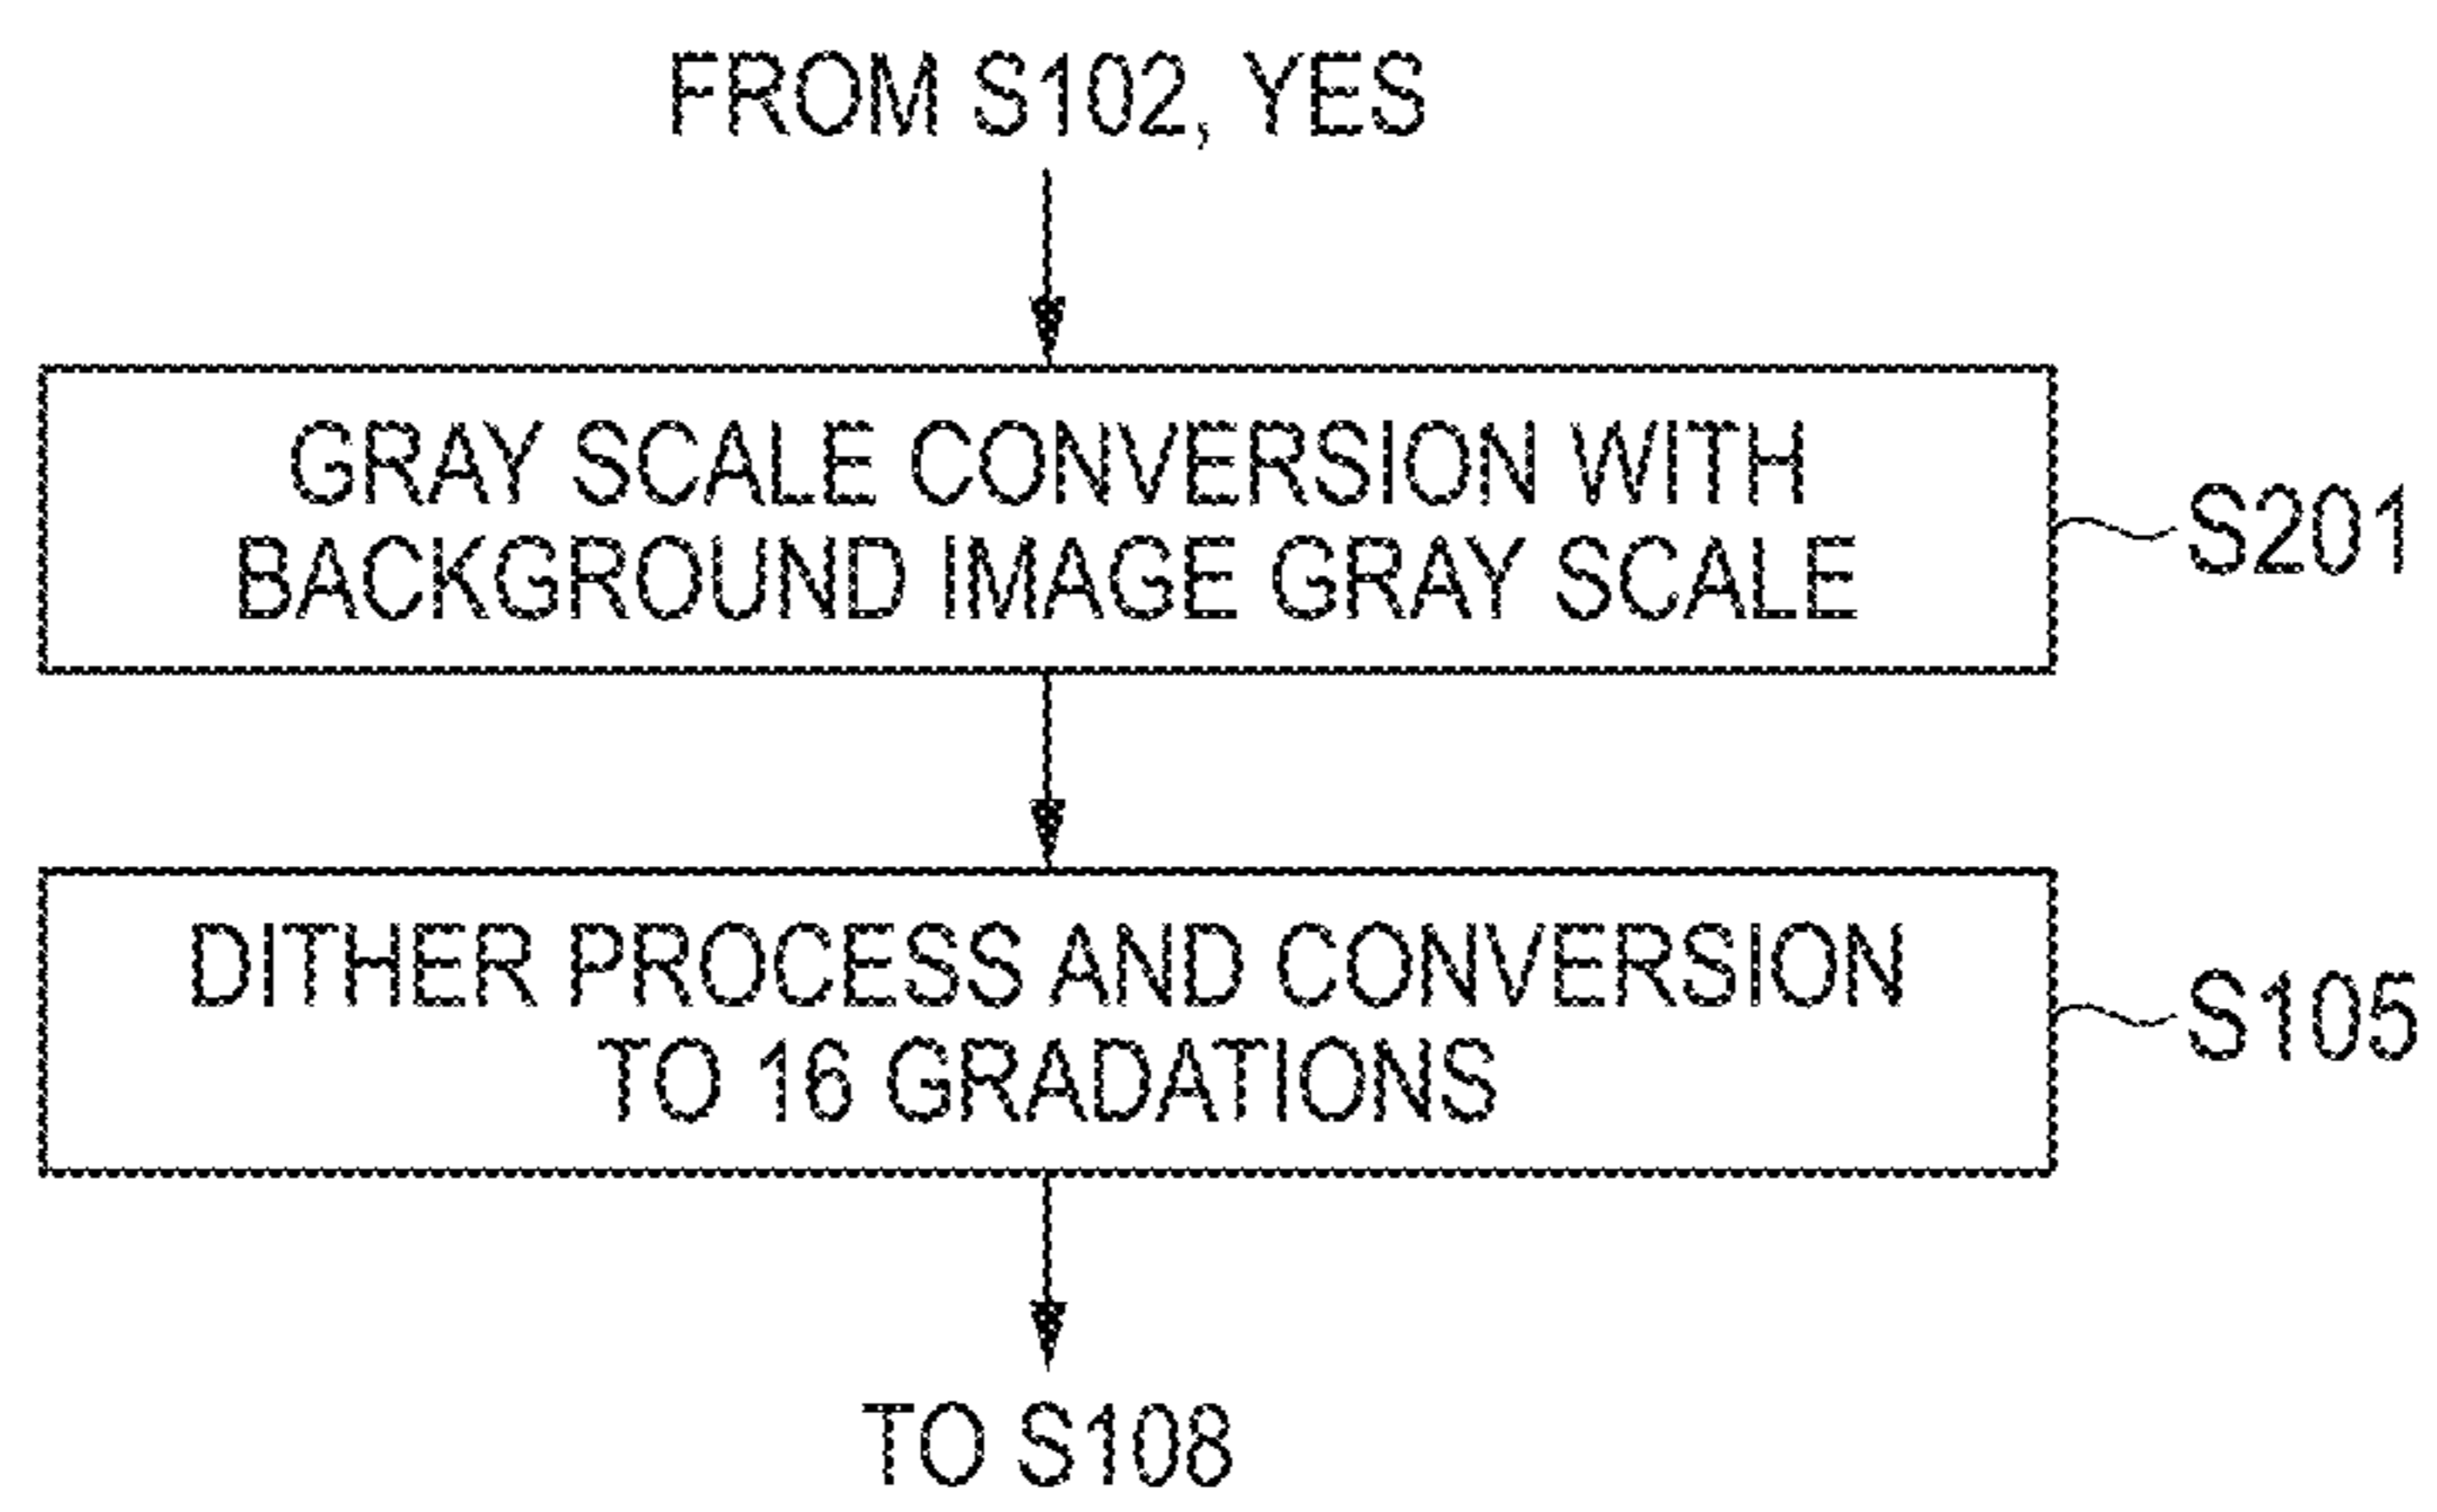 FROM S102, YES
GRAY SCALE CONVERSION WITH
BACKGROUND IMAGE GRAY SCALE
S201
DITHER PROCESS AND CONVERSION
TO 16 GRADATIONS
S105
TO S108